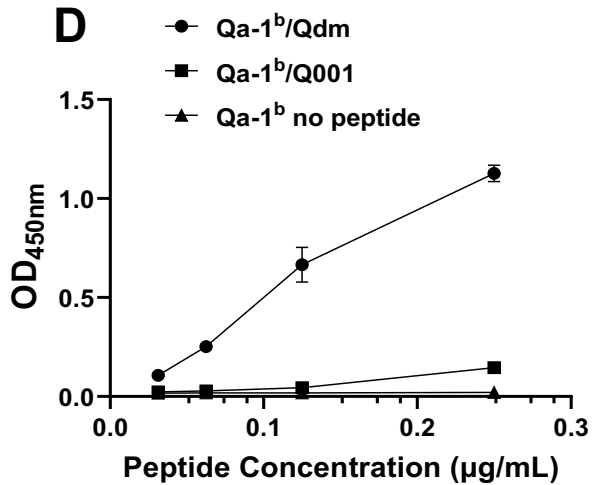 D
Qa-1ᵇ/Qdm
Qa-1ᵇ/Q001
Qa-1ᵇ no peptide
1.5
1.0
0.5
0.0
OD₄₅₀ₙₘ
0.0 0.1 0.2 0.3
Peptide Concentration (µg/mL)